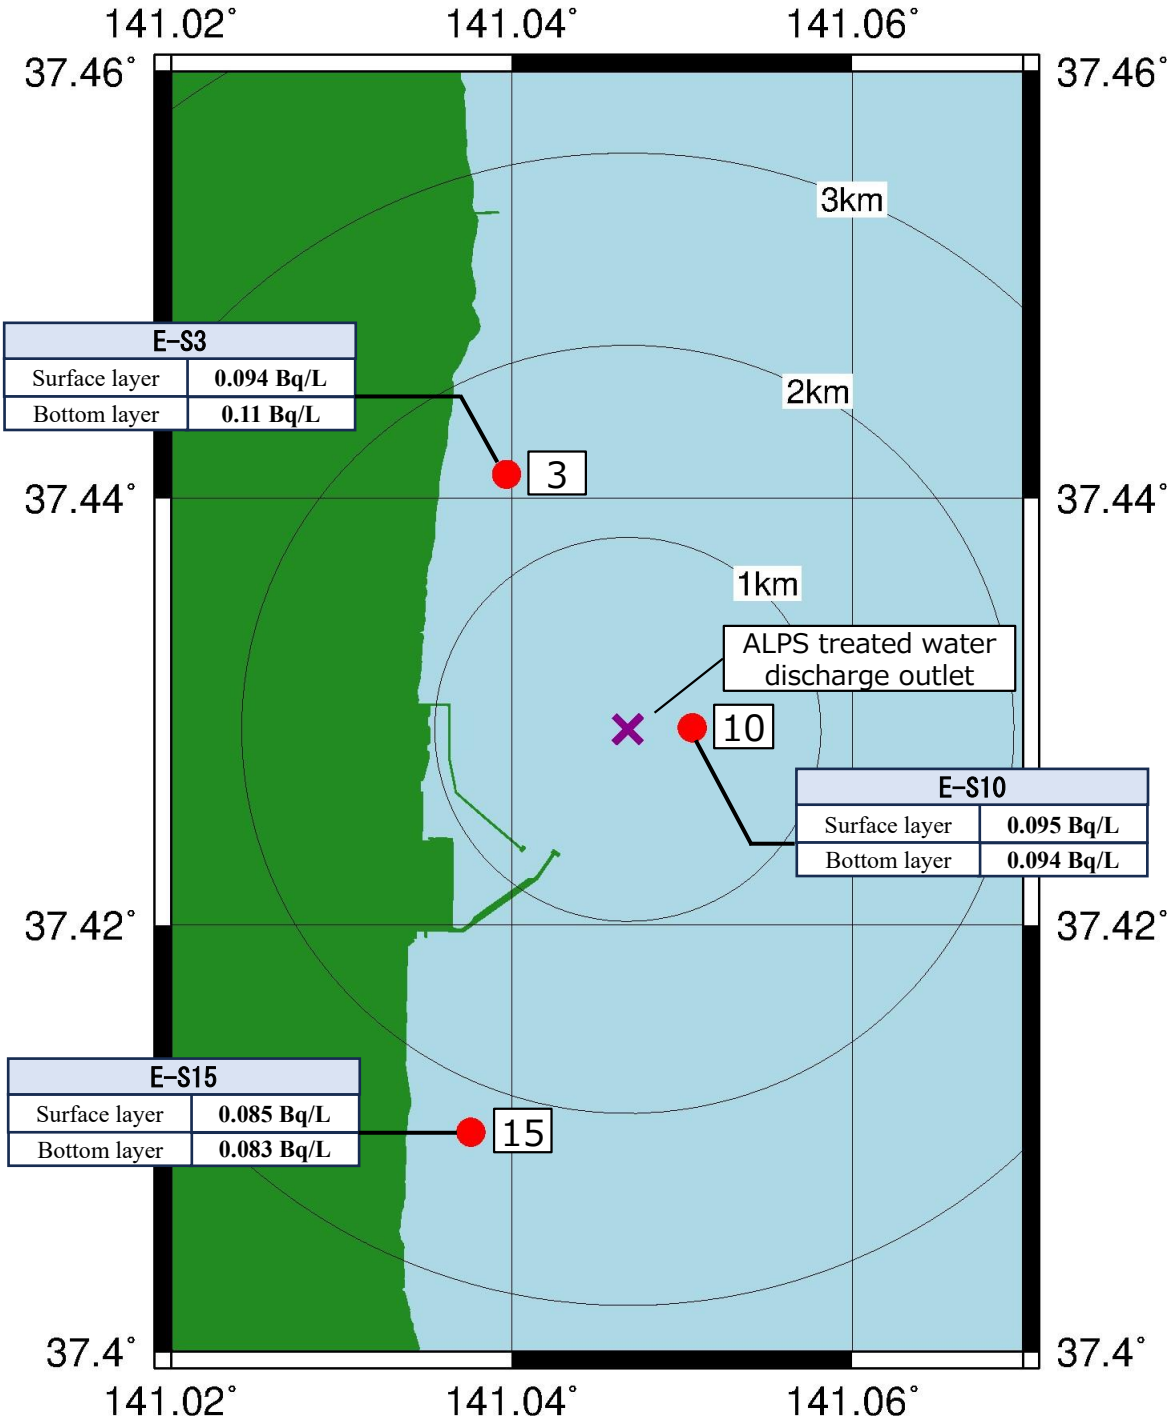 141.02° 141.04° 141.06°
37.46° 37.46°
3km
E-S3
Surface layer 0.094 Bq/L
Bottom layer 0.11 Bq/L
2km
3
37.44° 37.44°
1km
ALPS treated water
discharge outlet
10
E-S10
Surface layer 0.095 Bq/L
Bottom layer 0.094 Bq/L
37.42° 37.42°
E-S15
Surface layer 0.085 Bq/L
Bottom layer 0.083 Bq/L
15
37.4° 37.4°
141.02° 141.04° 141.06°